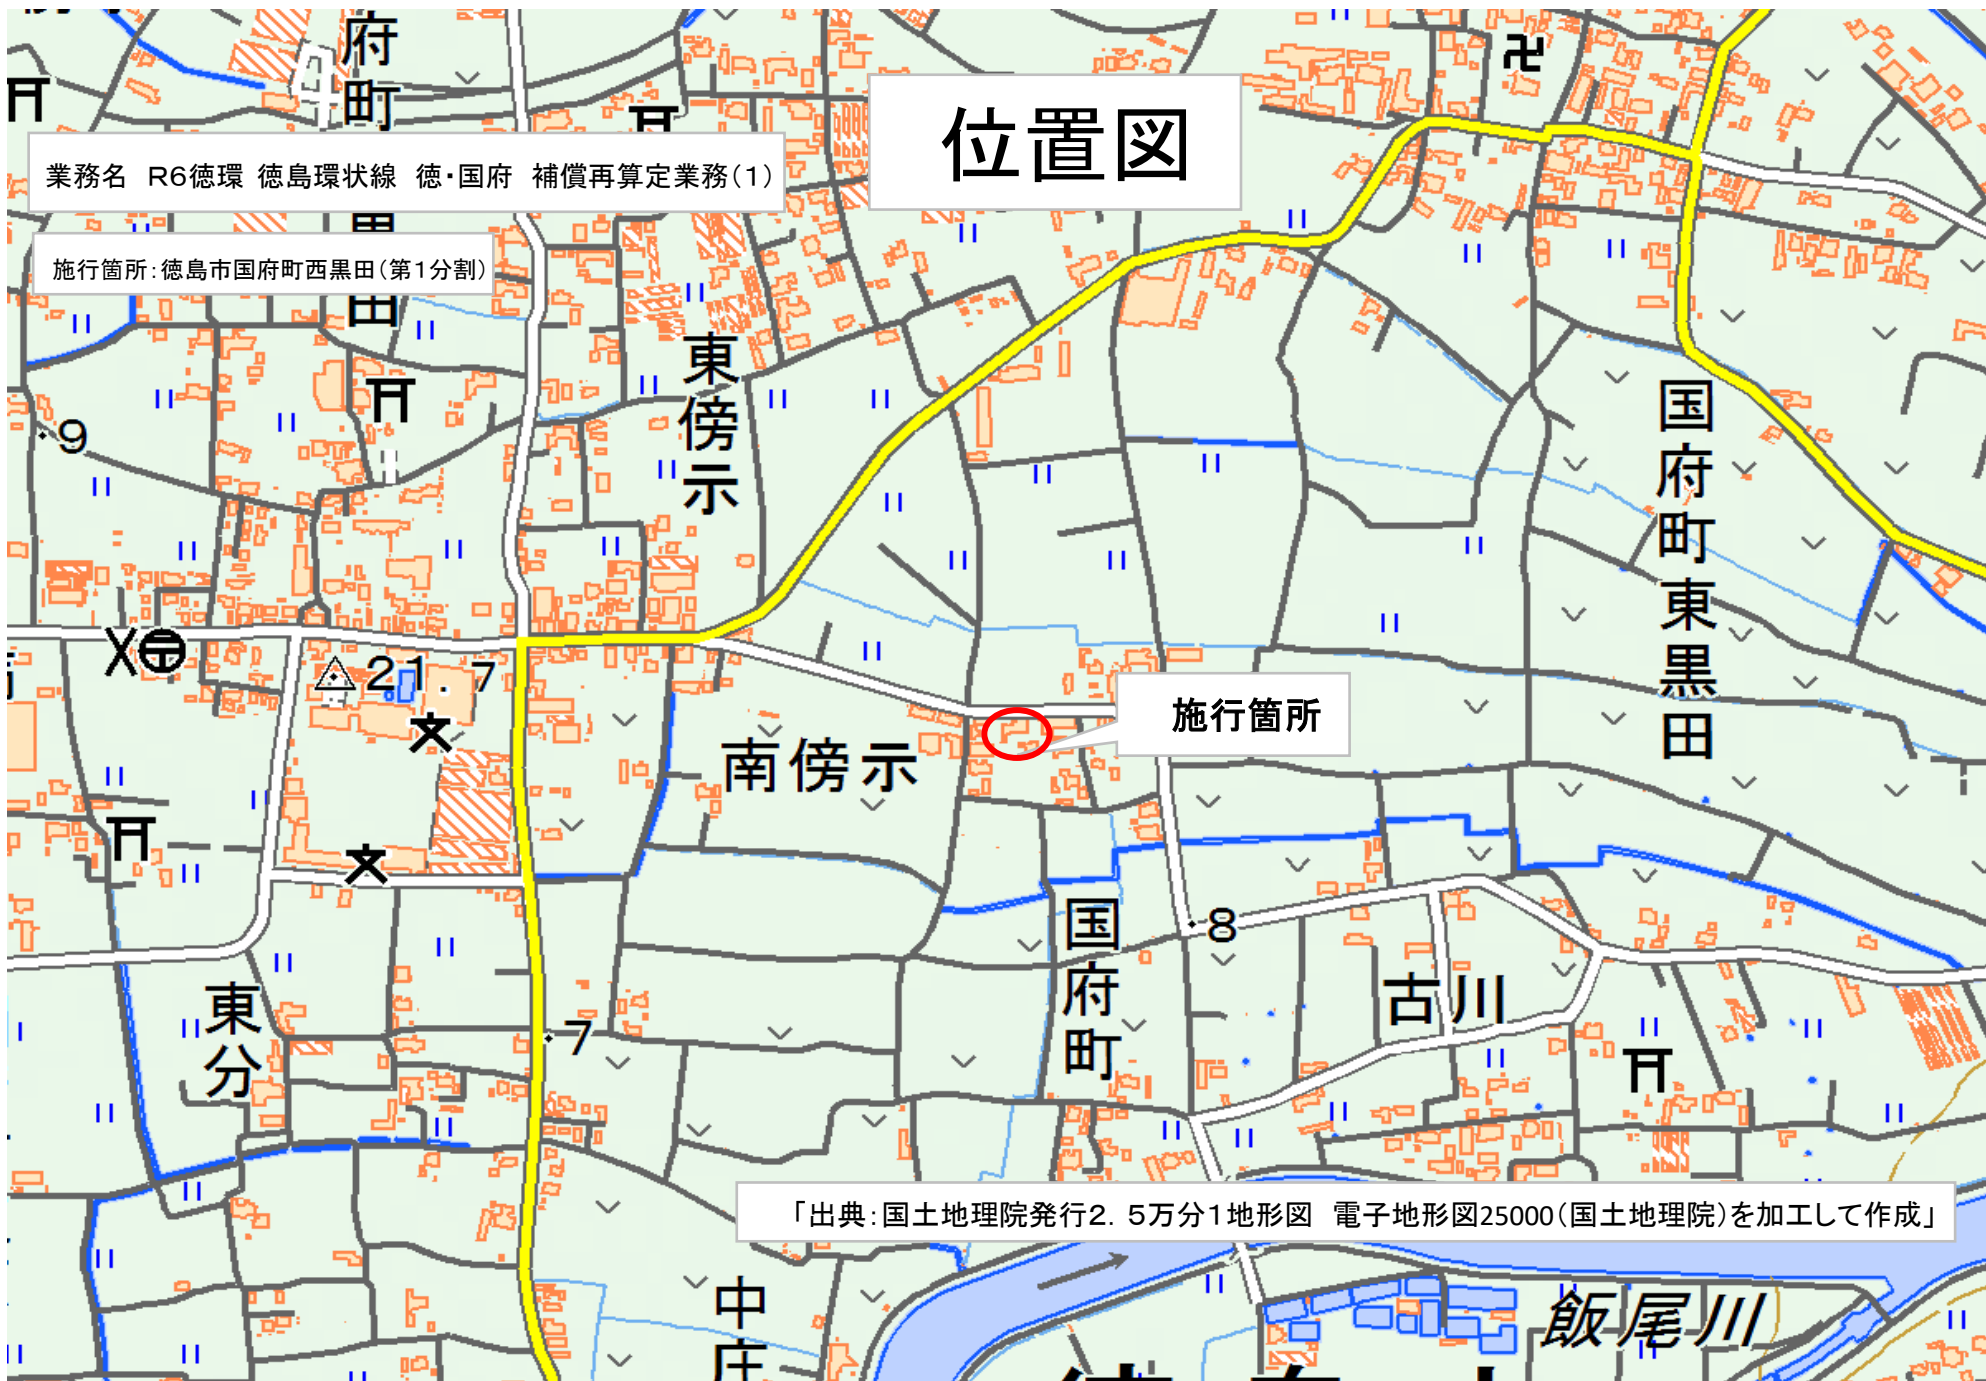 府町
位置図
業務名　R6徳環 徳島環状線　徳・国府　補償再算定業務(1)
施行箇所:徳島市国府町西黒田(第1分割)
東傍示
国府町東黒田
9
21.7
施行箇所
南傍示
国府町
8
古川
東分
7
「出典:国土地理院発行2.5万分1地形図　電子地形図25000(国土地理院)を加工して作成」
中庄
飯尾川